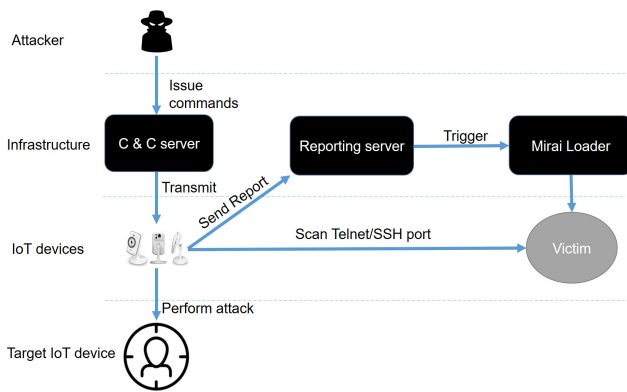 Attacker
Issue
commands
Infrastructure
C & C server
Reporting server
Trigger
Mirai Loader
Transmit
Send Report
Scan Telnet/SSH port
IoT devices
Victim
Perform attack
Target IoT device